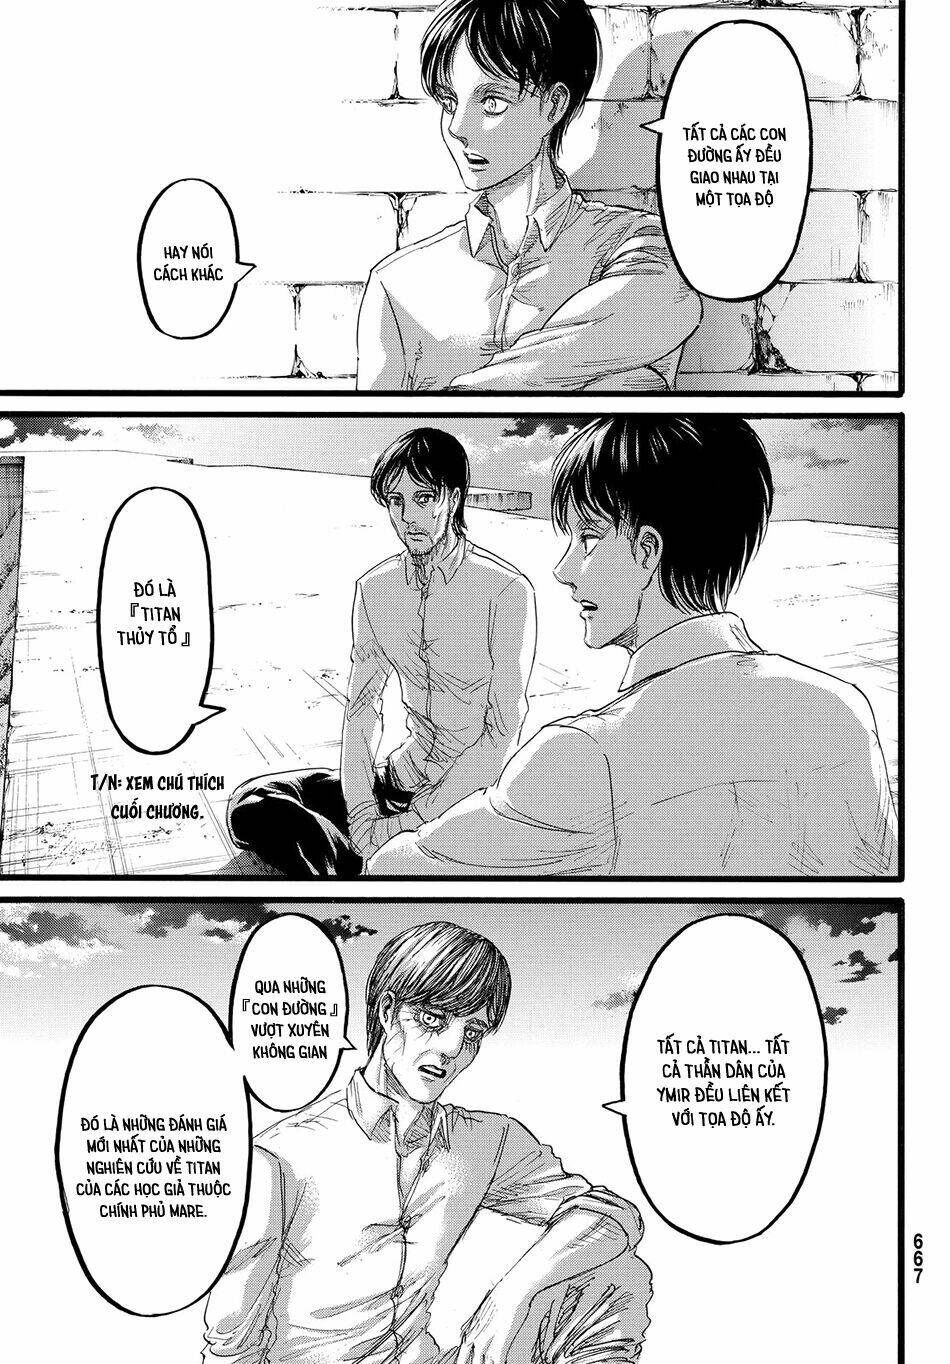 TẤT CẢ CÁC CON
ĐƯỜNG ẤY ĐỀU
GIAO NHAU TẠI
MỘT TỌA ĐỘ
HAY NÓI
CÁCH KHÁC
ĐÓ LÀ
『TITAN
THỦY TỔ』
T/N: XEM CHÚ THÍCH
CUỐI CHƯƠNG.
TẤT CẢ TITAN... TẤT
CẢ THẦN DÂN CỦA
YMIR ĐỀU LIÊN KẾT
VỚI TỌA ĐỘ ẤY.
QUA NHỮNG
『CON ĐƯỜNG』
VƯỢT XUYÊN
KHÔNG GIAN
ĐÓ LÀ NHỮNG ĐÁNH GIÁ
MỚI NHẤT CỦA NHỮNG
NGHIÊN CỨU VỀ TITAN
CỦA CÁC HỌC GIẢ THUỘC
CHÍNH PHỦ MARE.
667